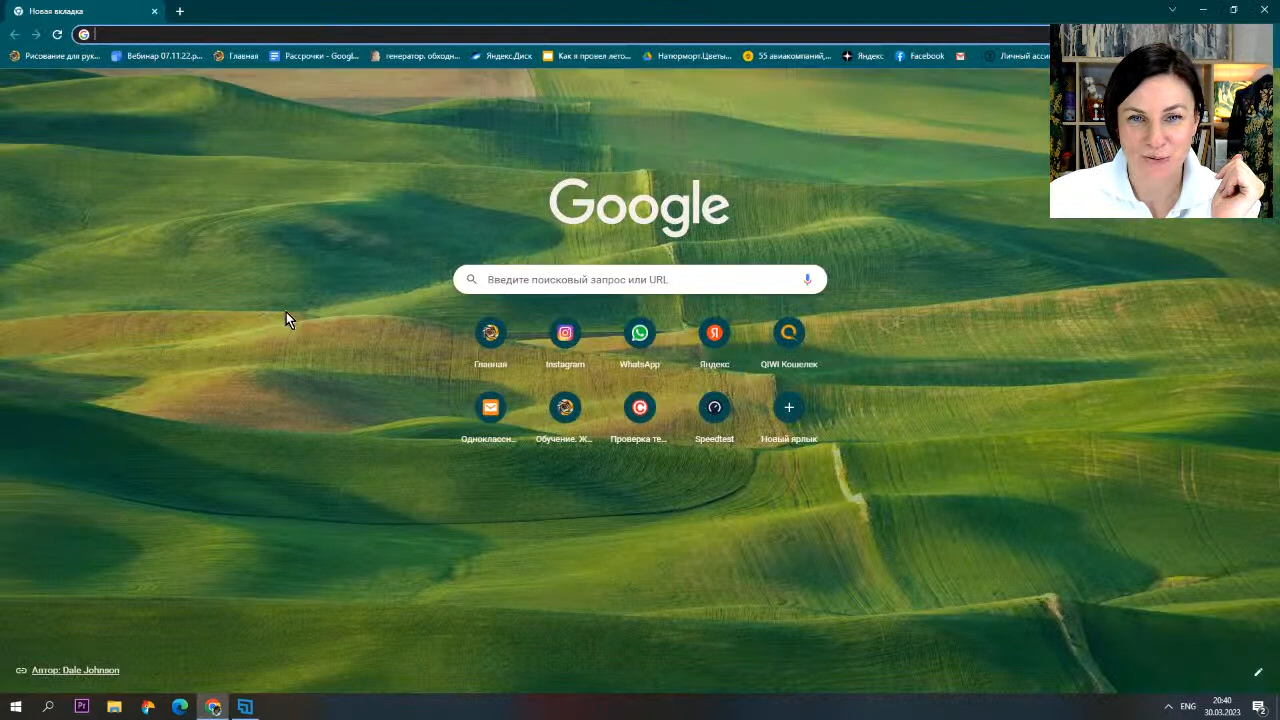 Новая вкладка
Рисование для рук...
Вебинар 07.11.22.р...
Главная
Рассрочки - Googl...
генератор. обходн...
Яндекс.Диск
Как я провел лето...
Натюрморт.Цветы...
55 авиакомпаний,...
Яндекс
Facebook
Личный асси
Google
Введите поисковый запрос или URL
Главная
Instagram
WhatsApp
Яндекс
QIWI Кошелек
Одноклассн...
Обучение. Ж...
Проверка те...
Speedtest
Новый ярлык
Автор: Dale Johnson
Pr
ENG
20:40
30.03.2023
2